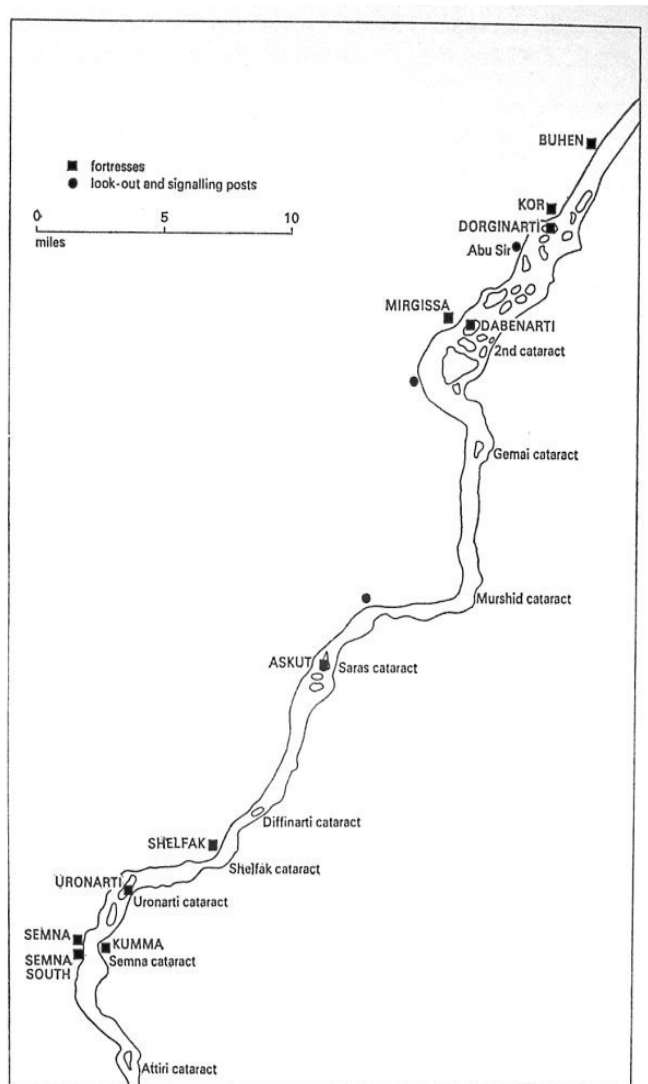 BUHEN
fortresses
look-out and signalling posts
KOR
0 5 10
DORGINARTI
miles
Abu Sir
MIRGISSA
DABENARTI
2nd cataract
Gemai cataract
Murshid cataract
ASKUT
Saras cataract
Diffinarti cataract
SHELFAK
Shelfak cataract
URONARTI
Uronarti cataract
SEMNA
KUMMA
SEMNA
SOUTH
Semna cataract
Attiri cataract